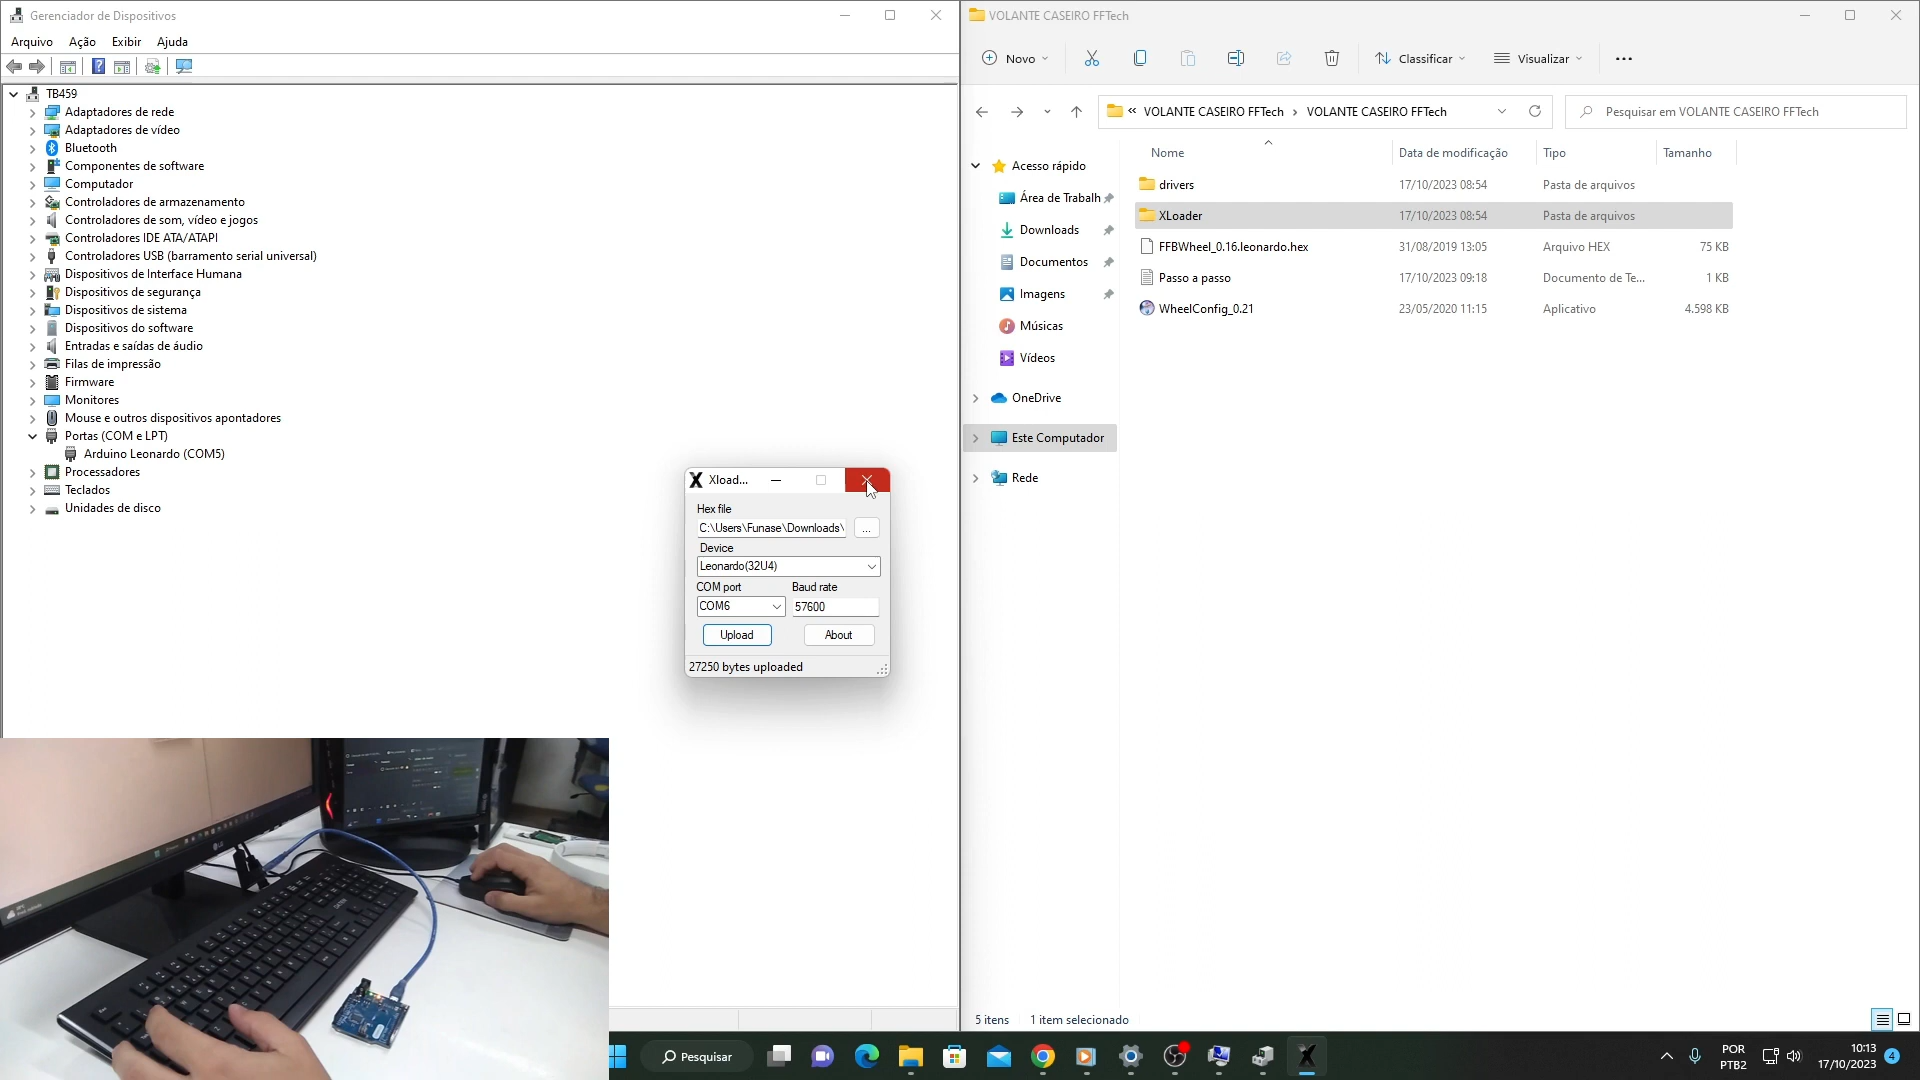 Gerenciador de Dispositivos
Arquivo Ação Exibir Ajuda
TB459
Adaptadores de rede
Adaptadores de vídeo
Bluetooth
Componentes de software
Computador
Controladores de armazenamento
Controladores de som, vídeo e jogos
Controladores IDE ATA/ATAPI
Controladores USB (barramento serial universal)
Dispositivos de Interface Humana
Dispositivos de segurança
Dispositivos de sistema
Dispositivos do software
Entradas e saídas de áudio
Filas de impressão
Firmware
Monitores
Mouse e outros dispositivos apontadores
Portas (COM e LPT)
Arduino Leonardo (COM5)
Processadores
Teclados
Unidades de disco
X Xload...
Hex file
C:\Users\Funase\Downloads\ ...
Device
Leonardo(32U4)
COM port Baud rate
COM6 57600
Upload About
27250 bytes uploaded
VOLANTE CASEIRO FFTech
Novo Classificar Visualizar ...
« VOLANTE CASEIRO FFTech > VOLANTE CASEIRO FFTech Pesquisar em VOLANTE CASEIRO FFTech
Acesso rápido
Área de Trabalh
Downloads
Documentos
Imagens
Músicas
Vídeos
OneDrive
Este Computador
Rede
Nome Data de modificação Tipo Tamanho
drivers 17/10/2023 08:54 Pasta de arquivos
XLoader 17/10/2023 08:54 Pasta de arquivos
FFBWheel_0.16.leonardo.hex 31/08/2019 13:05 Arquivo HEX 75 KB
Passo a passo 17/10/2023 09:18 Documento de Te... 1 KB
WheelConfig_0.21 23/05/2020 11:15 Aplicativo 4.598 KB
5 itens 1 item selecionado
Pesquisar
POR
PTB2
10:13
17/10/2023
4